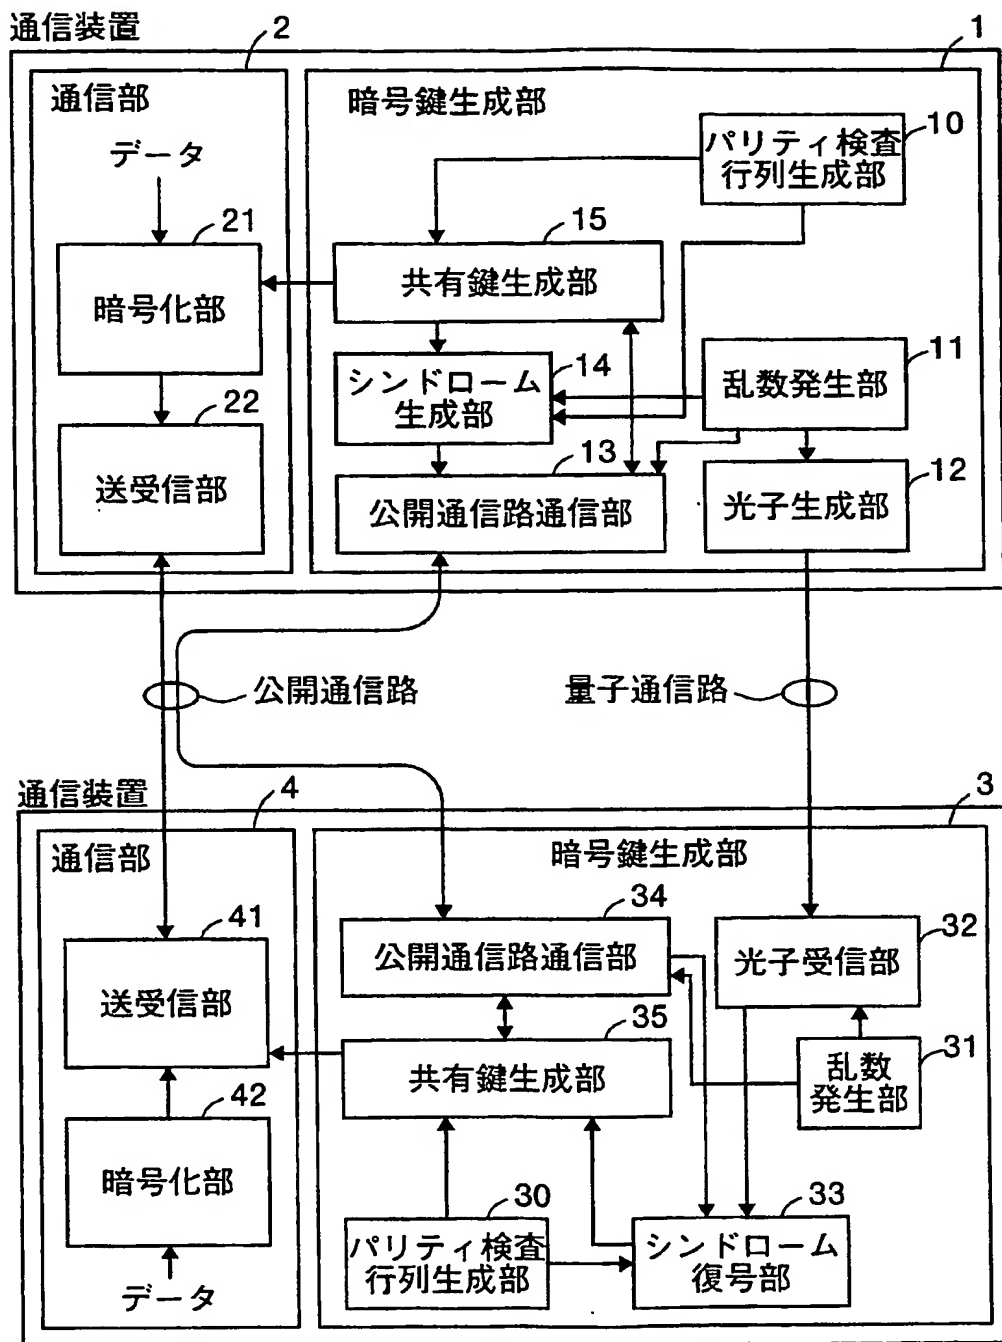 通信装置
2
1
通信部
暗号鍵生成部
10
データ
パリティ検査
行列生成部
21
15
暗号化部
共有鍵生成部
14
11
シンドローム
生成部
乱数発生部
22
13
12
送受信部
公開通信路通信部
光子生成部
公開通信路
量子通信路
通信装置
4
3
通信部
暗号鍵生成部
34
32
41
公開通信路通信部
光子受信部
送受信部
35
31
共有鍵生成部
乱数
発生部
42
暗号化部
30
33
パリティ検査
行列生成部
シンドローム
復号部
データ